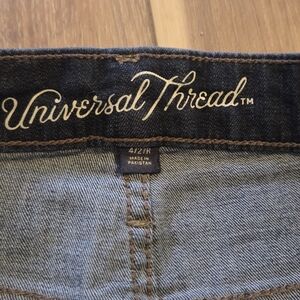 Universal Thread™
4/27R
MADE IN
PAKISTAN